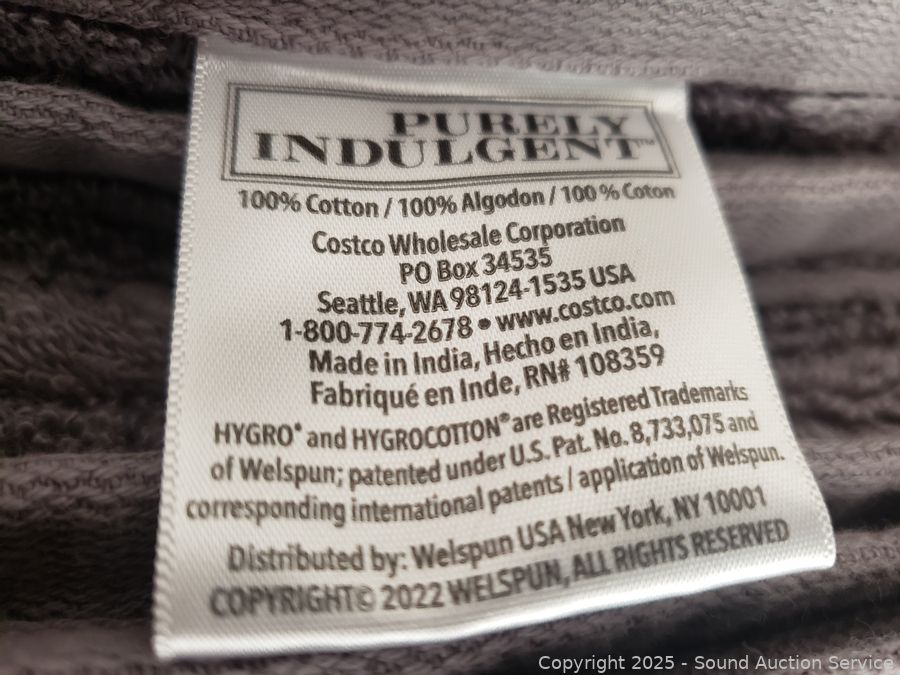 PURELY
INDULGENT™
100% Cotton / 100% Algodon / 100 % Coton
Costco Wholesale Corporation
PO Box 34535
Seattle, WA 98124-1535 USA
1-800-774-2678 • www.costco.com
Made in India, Hecho en India,
Fabriqué en Inde, RN# 108359
HYGRO® and HYGROCOTTON® are Registered Trademarks
of Welspun; patented under U.S. Pat. No. 8,733,075 and
corresponding international patents / application of Welspun.
Distributed by: Welspun USA New York, NY 10001
COPYRIGHT© 2022 WELSPUN, ALL RIGHTS RESERVED
Copyright 2025 - Sound Auction Service